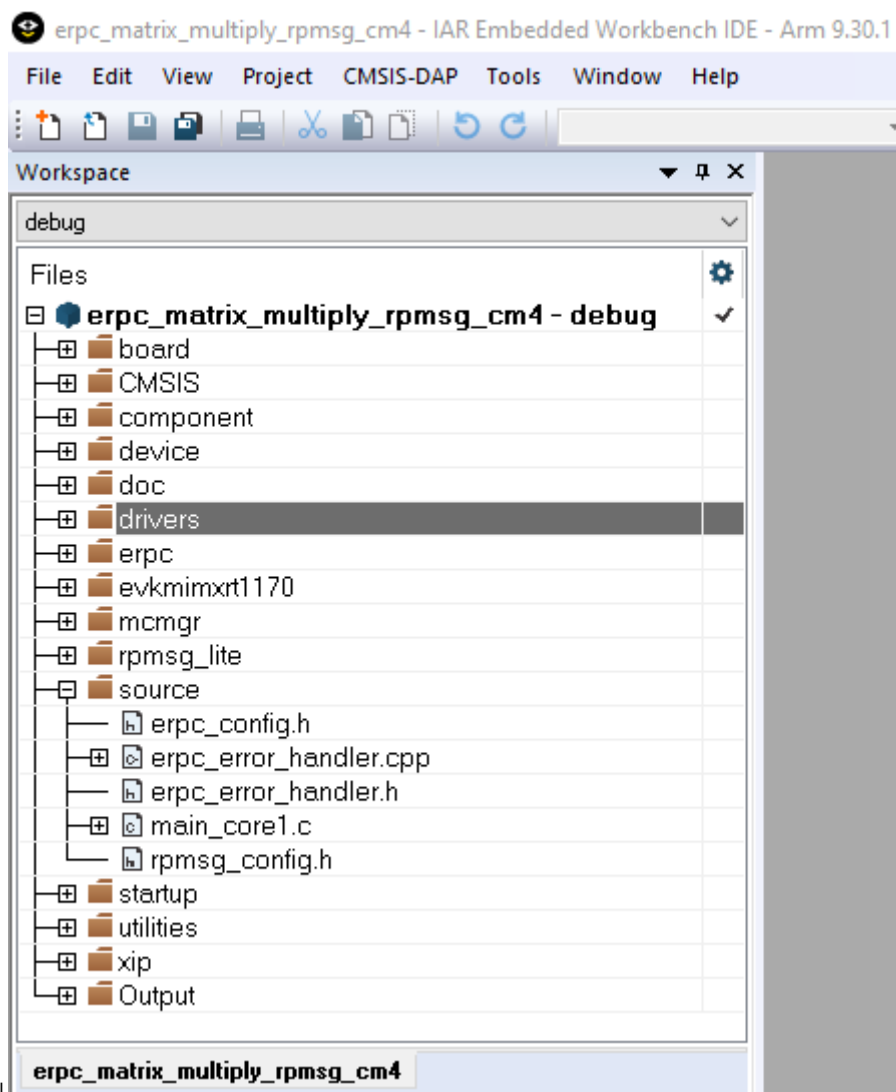 erpc_matrix_multiply_rpmsg_cm4 - IAR Embedded Workbench IDE - Arm 9.30.1
File Edit View Project CMSIS-DAP Tools Window Help
Workspace
debug
Files
erpc_matrix_multiply_rpmsg_cm4 - debug
board
CMSIS
component
device
doc
drivers
erpc
evkmimxrt1170
mcmgr
rpmsg_lite
source
erpc_config.h
erpc_error_handler.cpp
erpc_error_handler.h
main_core1.c
rpmsg_config.h
startup
utilities
xip
Output
erpc_matrix_multiply_rpmsg_cm4